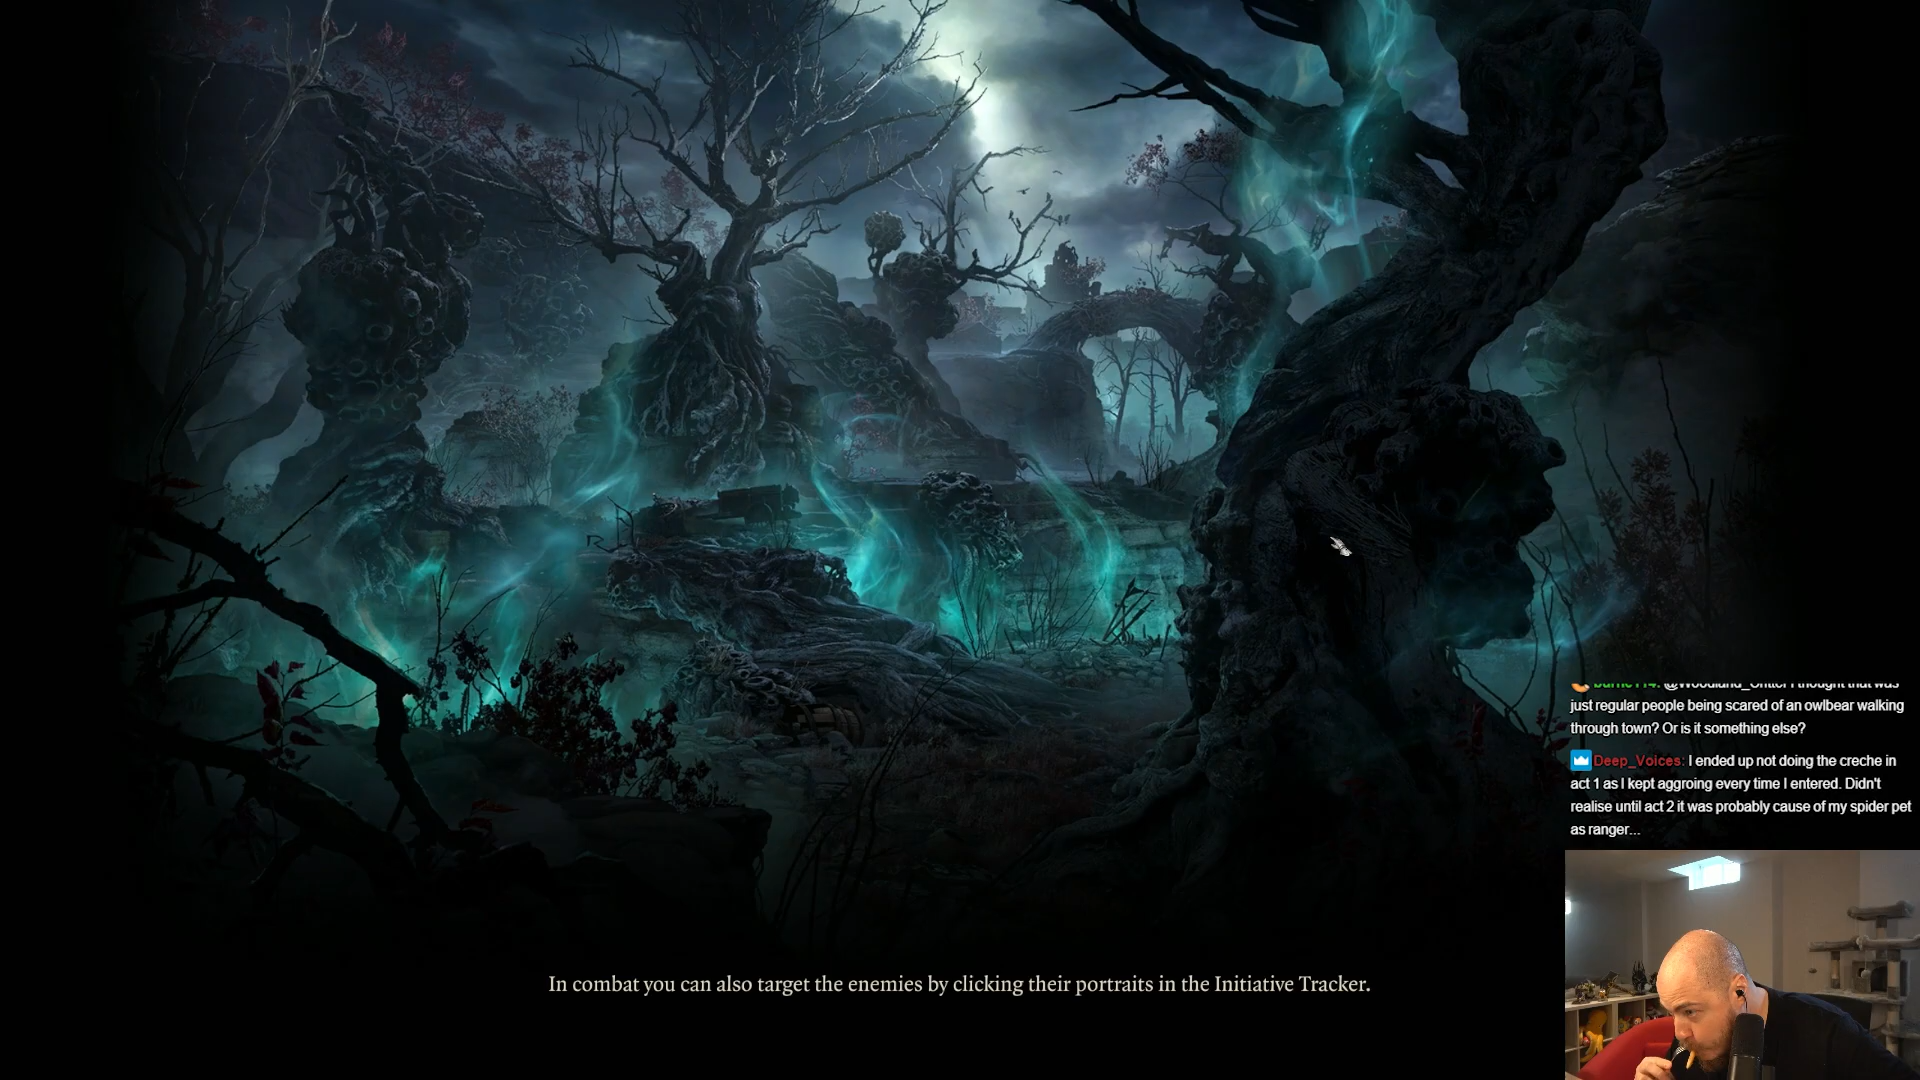 just regular people being scared of an owlbear walking
through town? Or is it something else?
Deep_Voices: I ended up not doing the creche in
act 1 as I kept aggroing every time I entered. Didn't
realise until act 2 it was probably cause of my spider pet
as ranger...
In combat you can also target the enemies by clicking their portraits in the Initiative Tracker.